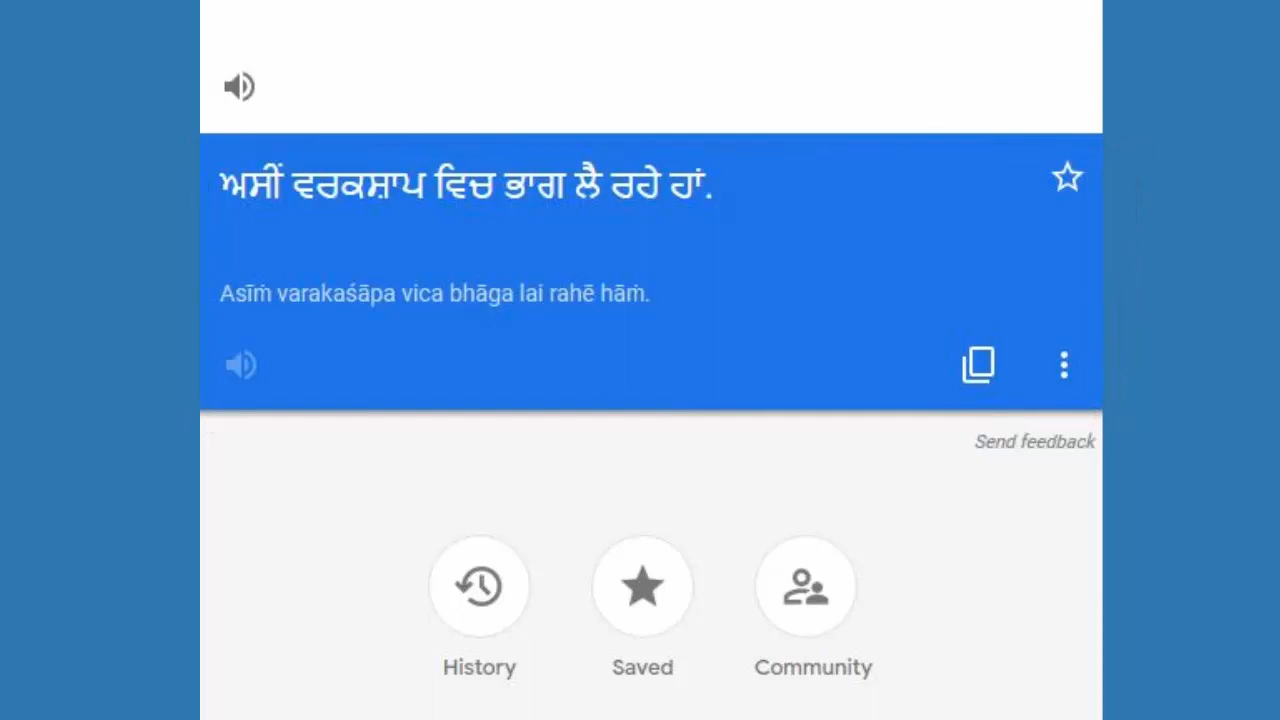 ਅਸੀਂ ਵਰਕਸ਼ਾਪ ਵਿਚ ਭਾਗ ਲੈ ਰਹੇ ਹਾਂ.
Asīṁ varakaśāpa vica bhāga lai rahē hāṁ.
Send feedback
History Saved Community